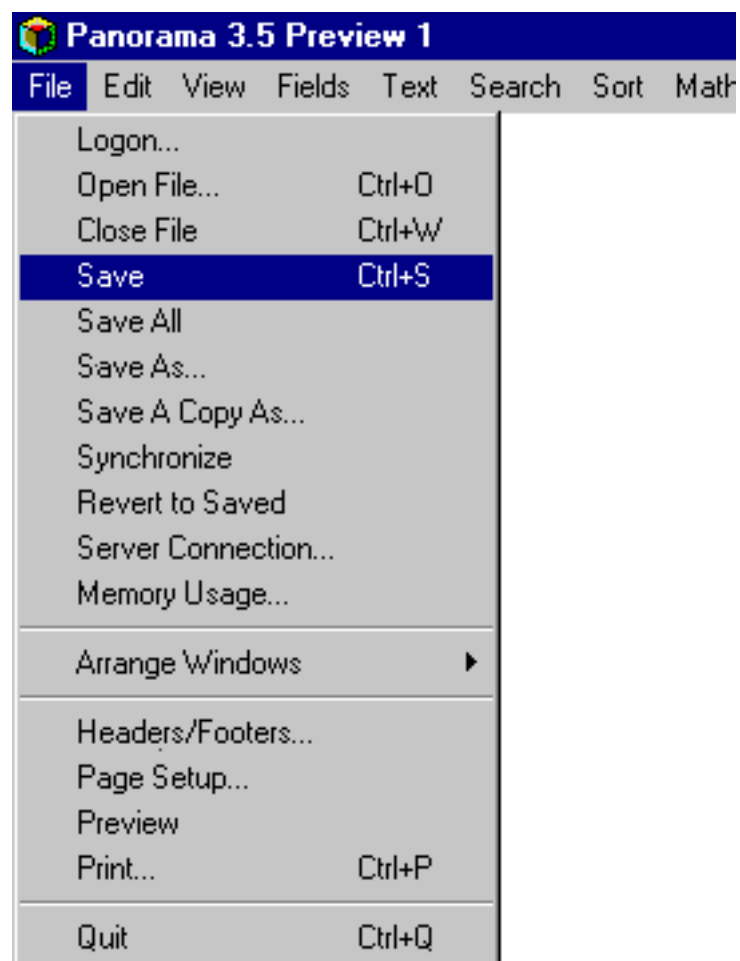 Panorama 3.5 Preview 1
File Edit View Fields Text Search Sort Math
Logon...
Open File... Ctrl+O
Close File Ctrl+W
Save Ctrl+S
Save All
Save As...
Save A Copy As...
Synchronize
Revert to Saved
Server Connection...
Memory Usage...
Arrange Windows
Headers/Footers...
Page Setup...
Preview
Print... Ctrl+P
Quit Ctrl+Q